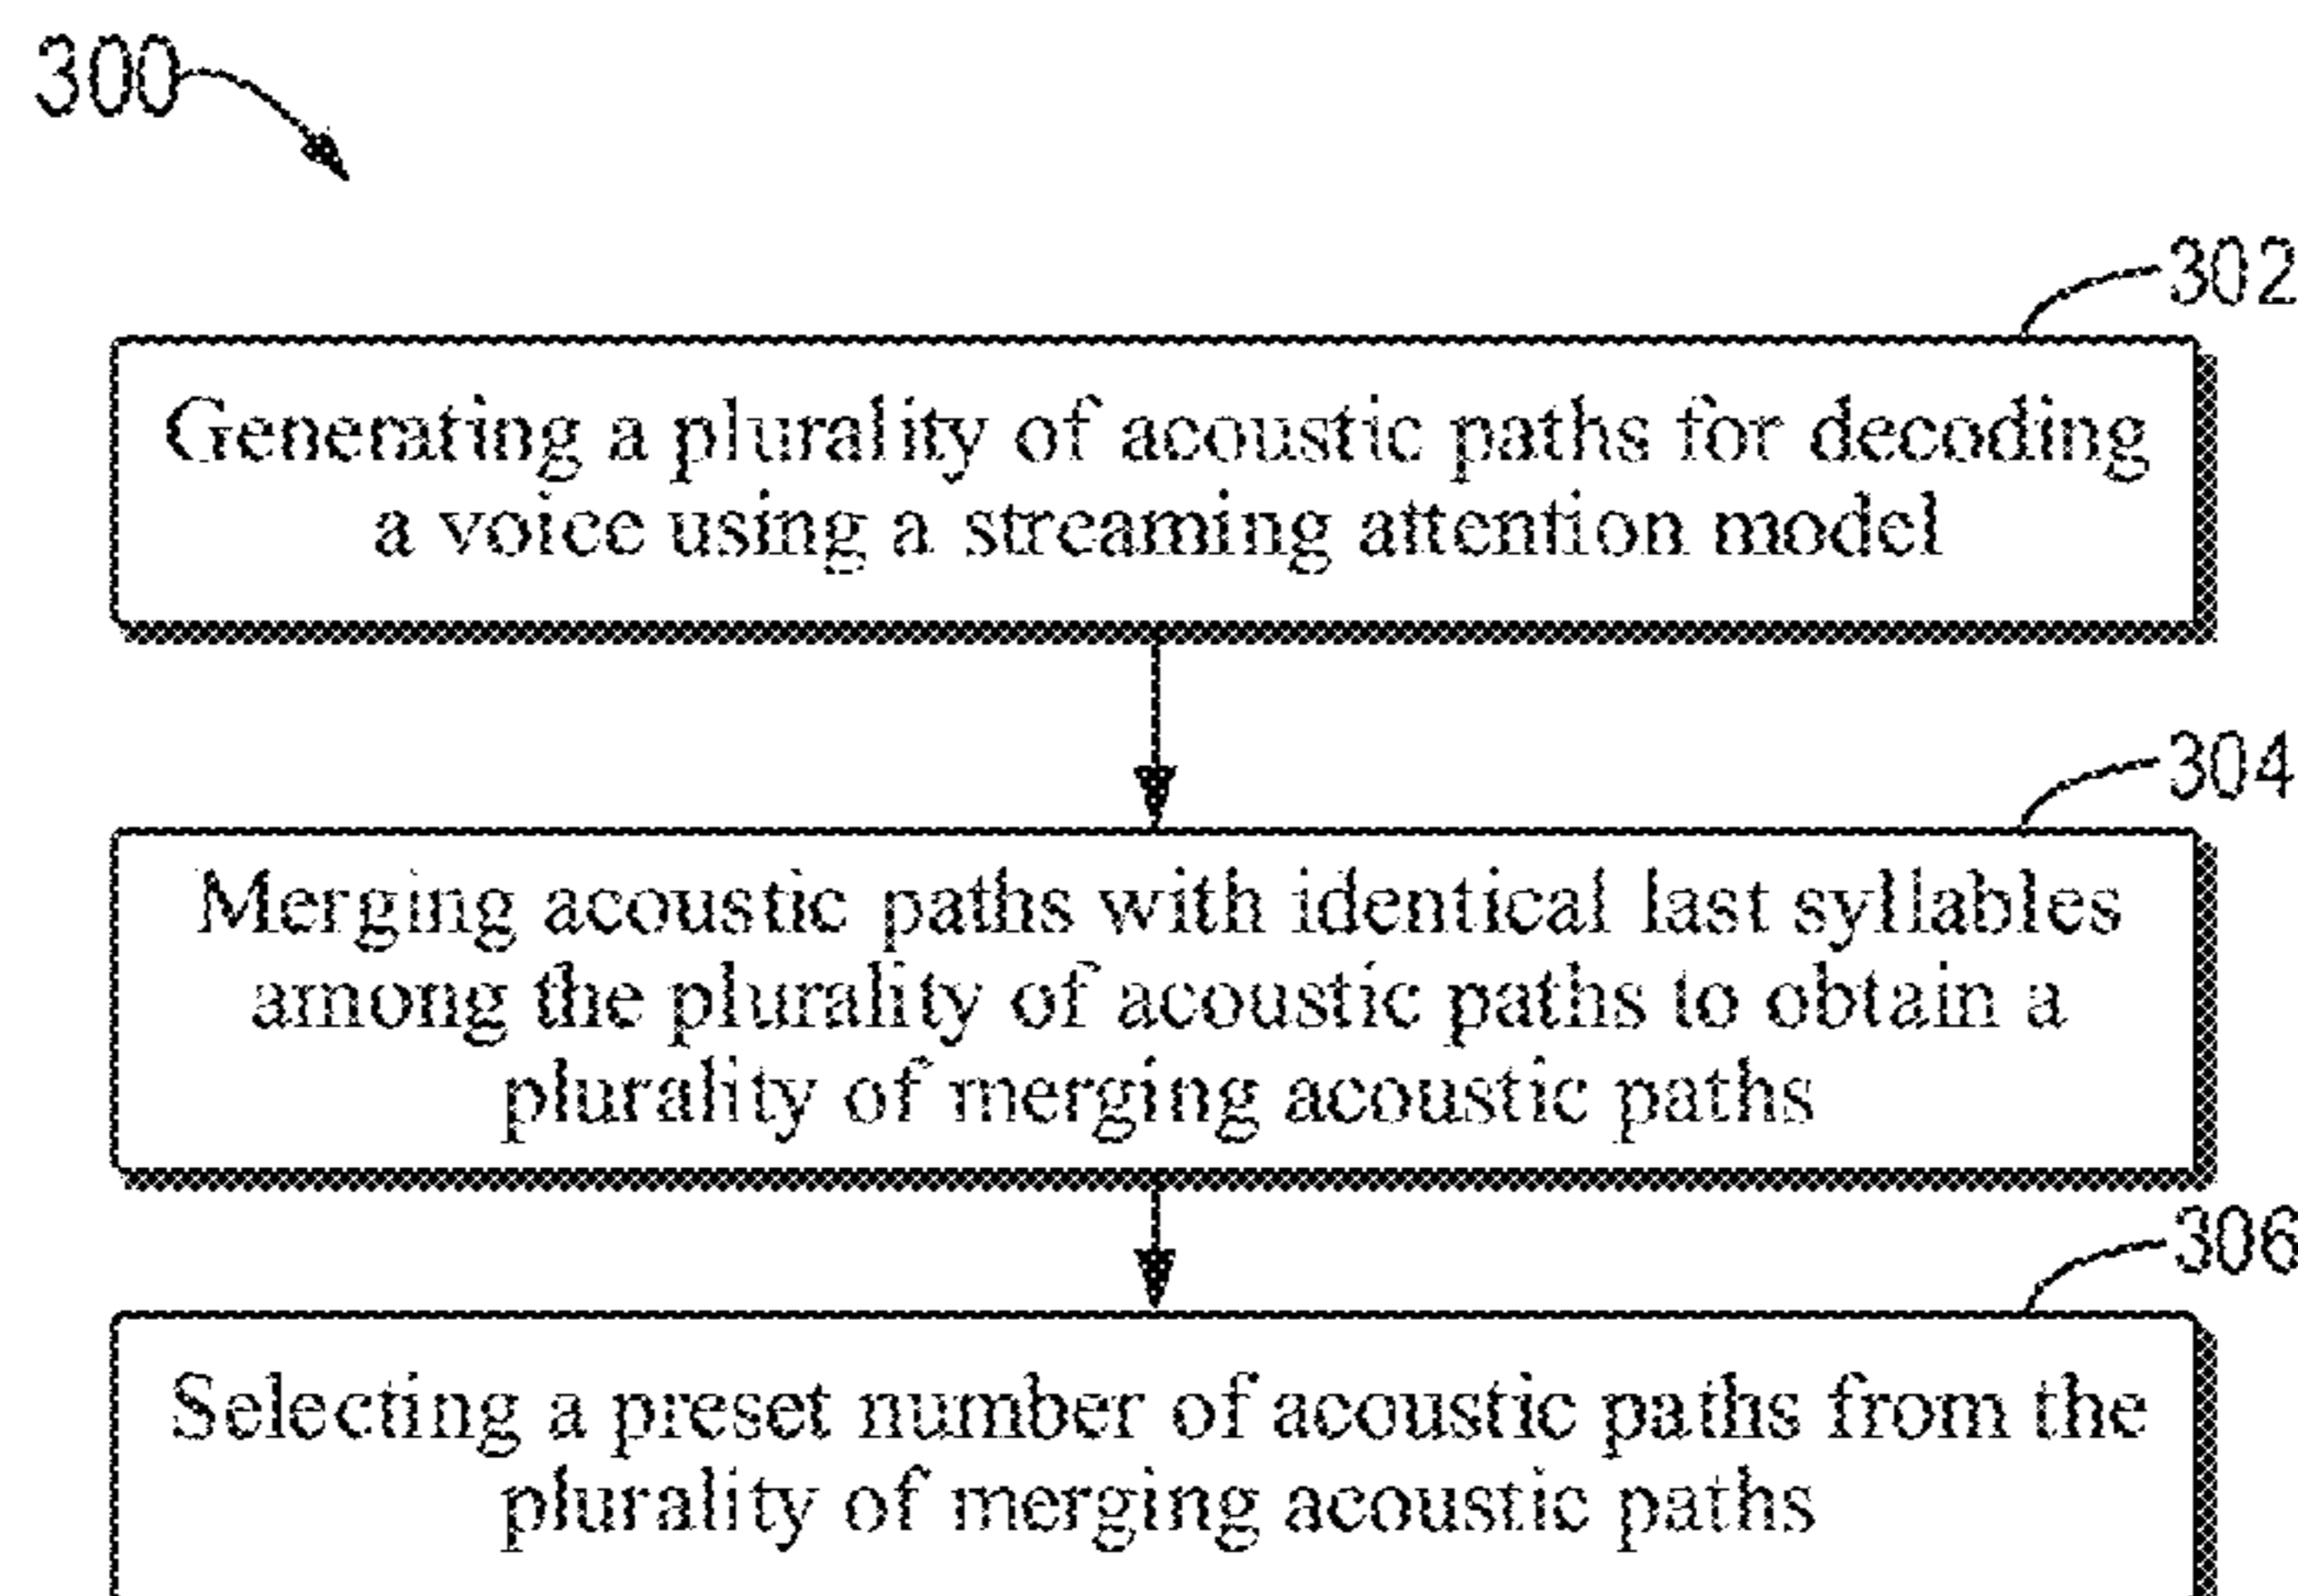 300
302
Generating a plurality of acoustic paths for decoding
a voice using a streaming attention model
304
Merging acoustic paths with identical last syllables
among the plurality of acoustic paths to obtain a
plurality of merging acoustic paths
306
Selecting a preset number of acoustic paths from the
plurality of merging acoustic paths